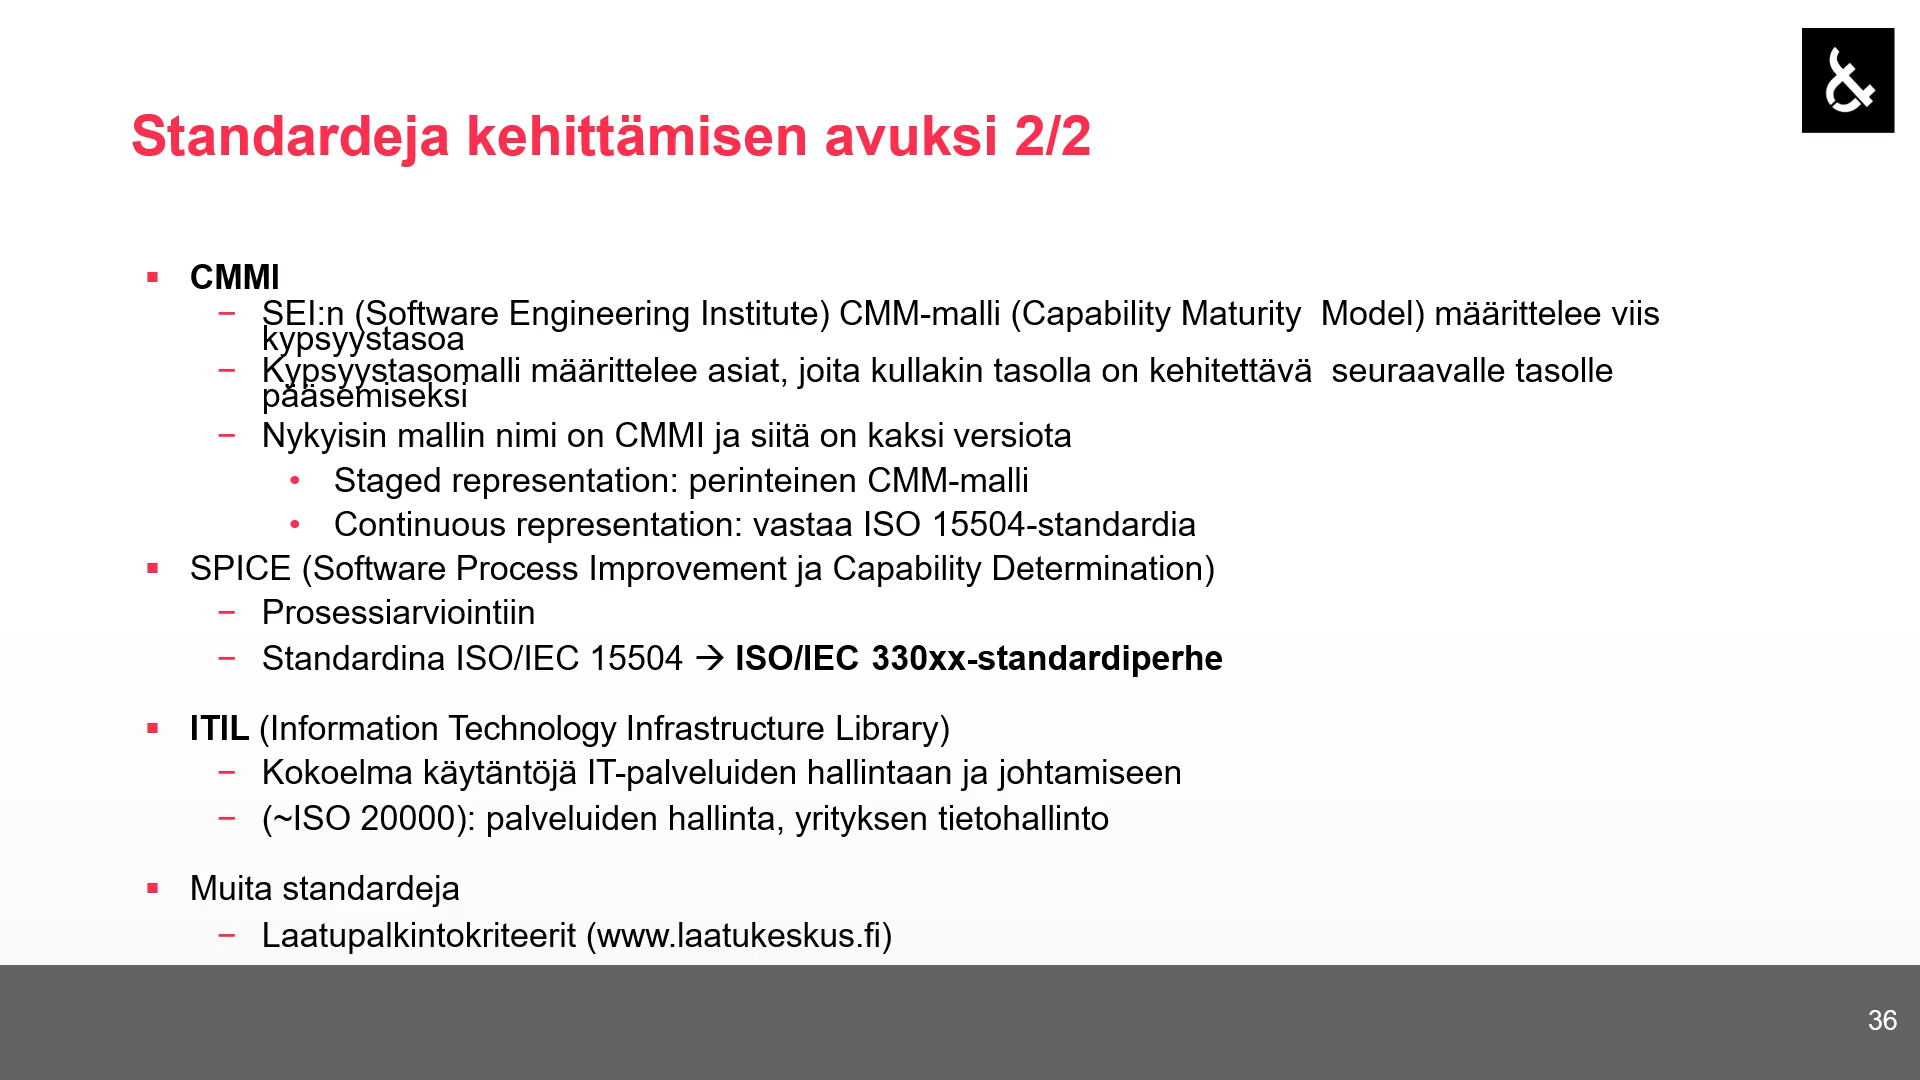 &
Standardeja kehittämisen avuksi 2/2
▪ CMMI
− SEI:n (Software Engineering Institute) CMM-malli (Capability Maturity  Model) määrittelee viis
kypsyystasoa
− Kypsyystasomalli määrittelee asiat, joita kullakin tasolla on kehitettävä  seuraavalle tasolle
pääsemiseksi
− Nykyisin mallin nimi on CMMI ja siitä on kaksi versiota
• Staged representation: perinteinen CMM-malli
• Continuous representation: vastaa ISO 15504-standardia
▪ SPICE (Software Process Improvement ja Capability Determination)
− Prosessiarviointiin
− Standardina ISO/IEC 15504 → ISO/IEC 330xx-standardiperhe
▪ ITIL (Information Technology Infrastructure Library)
− Kokoelma käytäntöjä IT-palveluiden hallintaan ja johtamiseen
− (~ISO 20000): palveluiden hallinta, yrityksen tietohallinto
▪ Muita standardeja
− Laatupalkintokriteerit (www.laatukeskus.fi)
36